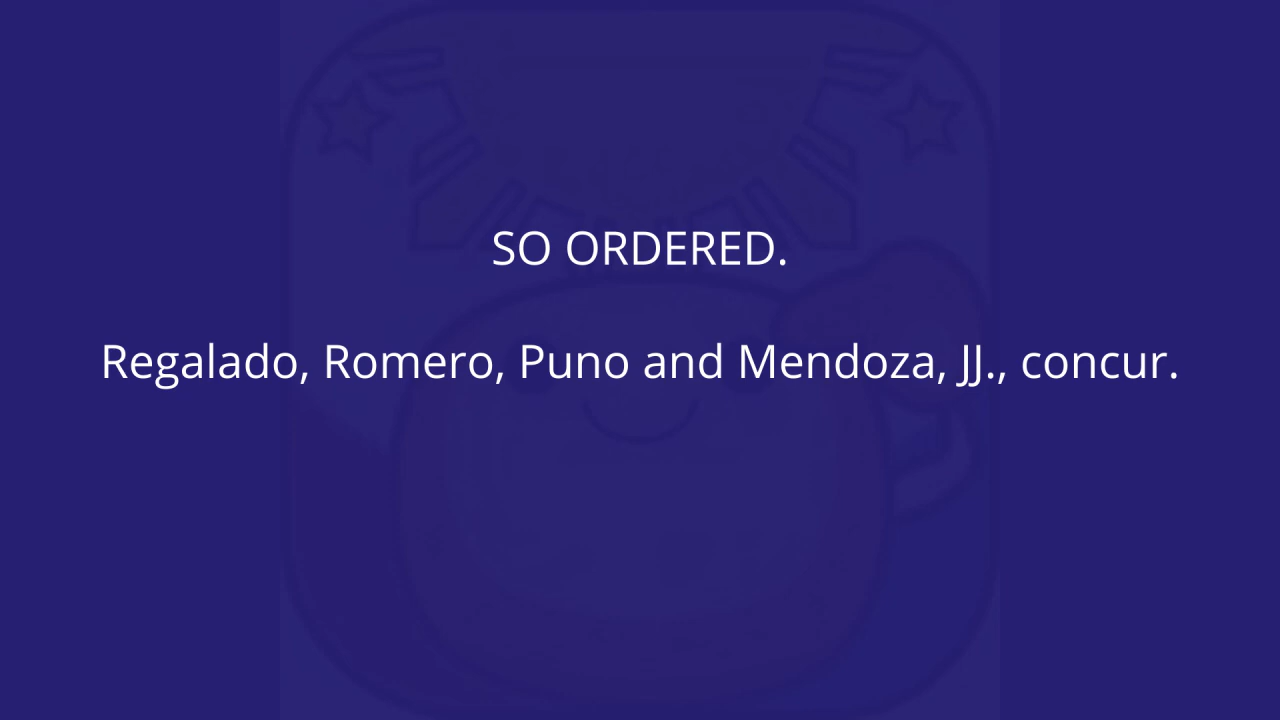 SO ORDERED.
Regalado, Romero, Puno and Mendoza, JJ., concur.